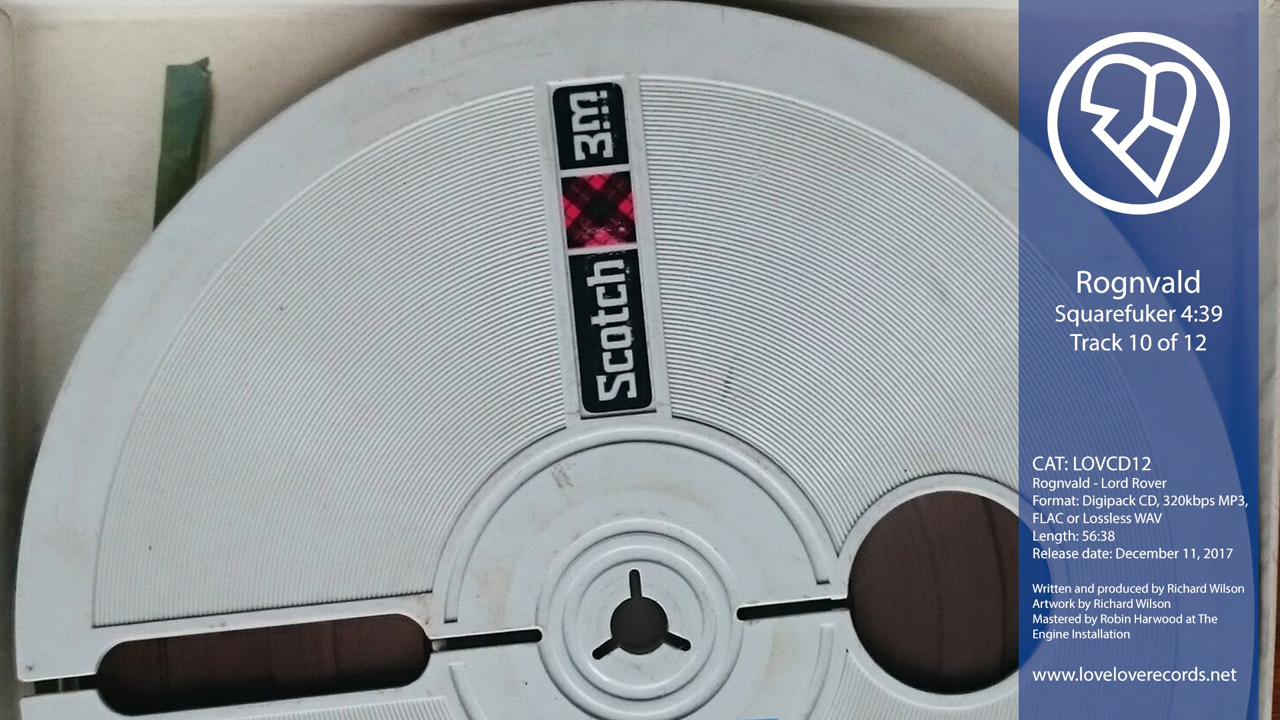 3m
Scotch
Rognvald
Squarefuker 4:39
Track 10 of 12
CAT: LOVCD12
Rognvald - Lord Rover
Format: Digipack CD, 320kbps MP3,
FLAC or Lossless WAV
Length: 56:38
Release date: December 11, 2017
Written and produced by Richard Wilson
Artwork by Richard Wilson
Mastered by Robin Harwood at The
Engine Installation
www.loveloverecords.net